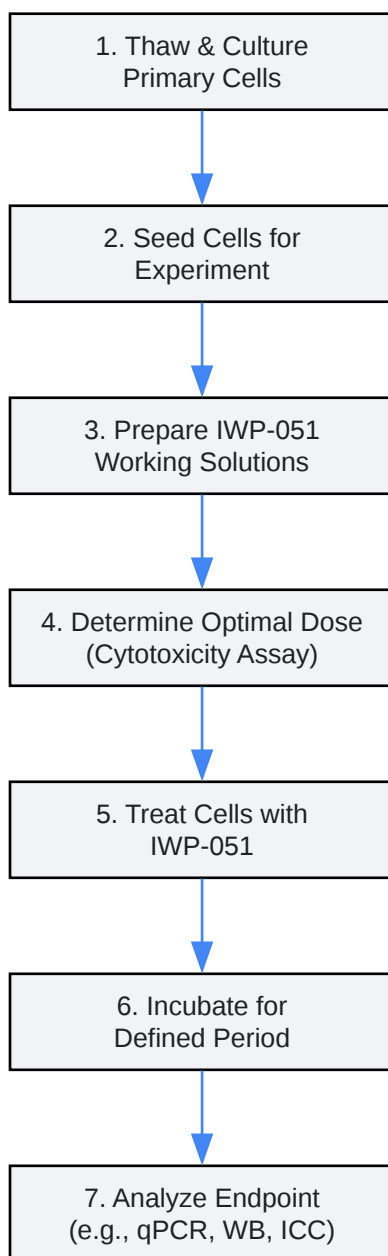 1. Thaw & Culture
Primary Cells
2. Seed Cells for
Experiment
3. Prepare IWP-051
Working Solutions
4. Determine Optimal Dose
(Cytotoxicity Assay)
5. Treat Cells with
IWP-051
6. Incubate for
Defined Period
7. Analyze Endpoint
(e.g., qPCR, WB, ICC)